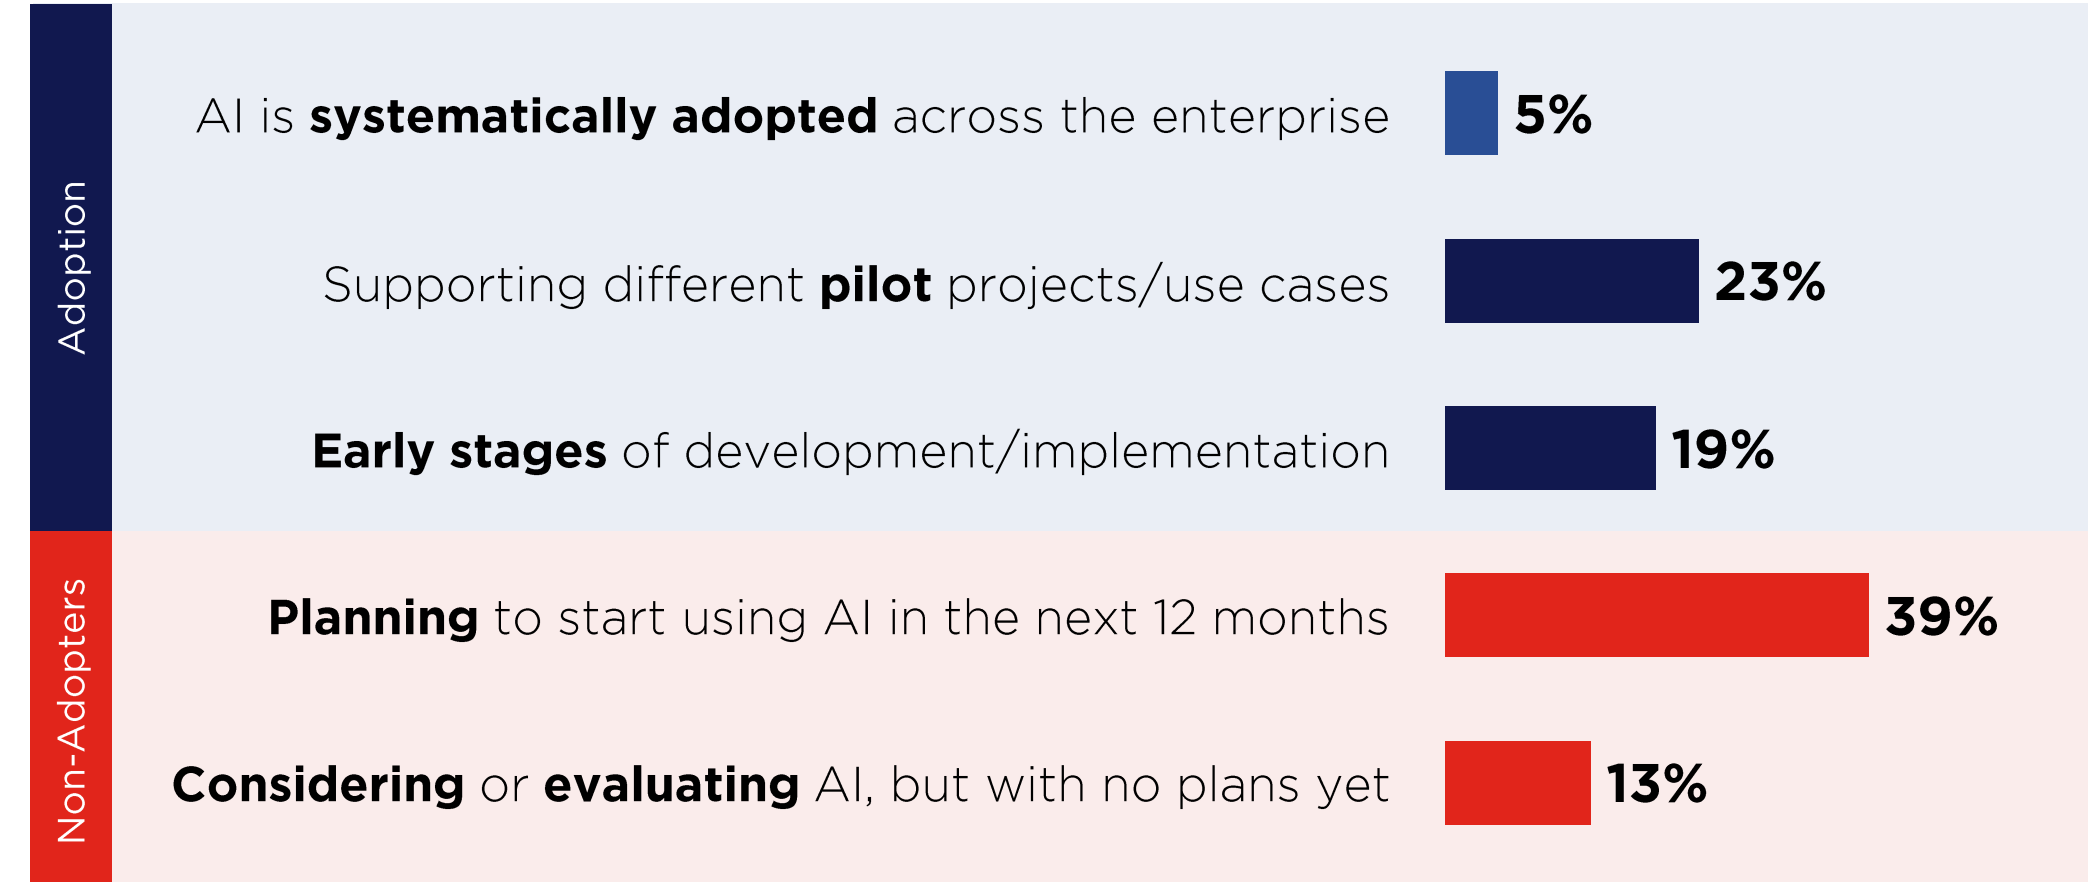 Adoption
AI is systematically adopted across the enterprise 5%
Supporting different pilot projects/use cases 23%
Early stages of development/implementation 19%
Non-Adopters
Planning to start using AI in the next 12 months 39%
Considering or evaluating AI, but with no plans yet 13%